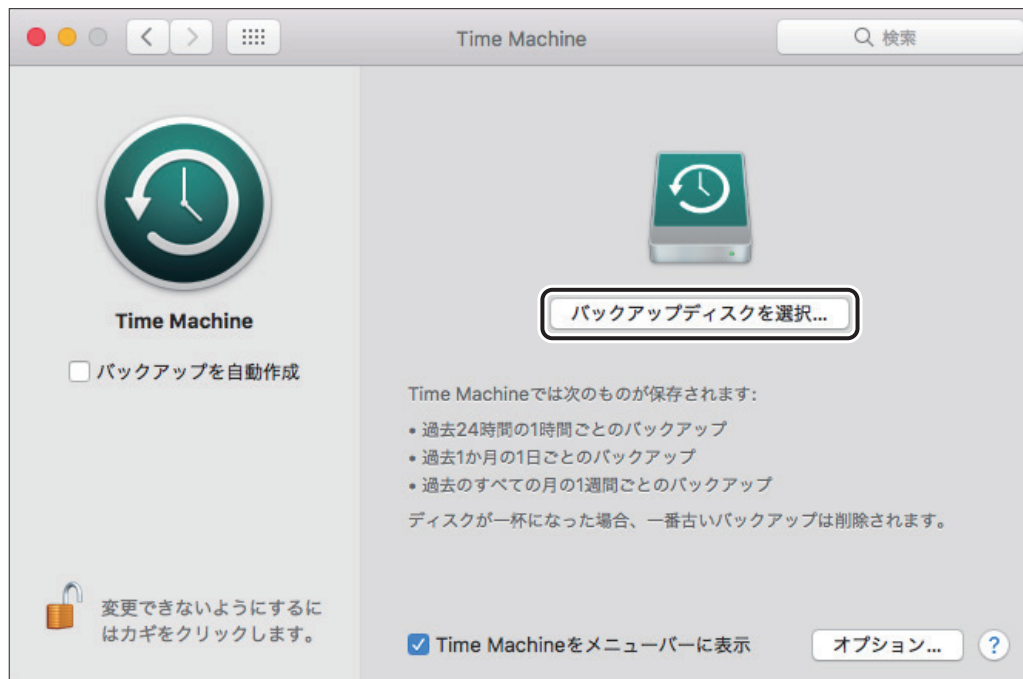 Time Machine
検索
Time Machine
バックアップを自動作成
変更できないようにするに
はカギをクリックします。
バックアップディスクを選択...
Time Machineでは次のものが保存されます:
• 過去24時間の1時間ごとのバックアップ
• 過去1か月の1日ごとのバックアップ
• 過去のすべての月の1週間ごとのバックアップ
ディスクが一杯になった場合、一番古いバックアップは削除されます。
Time Machineをメニューバーに表示
オプション...
?